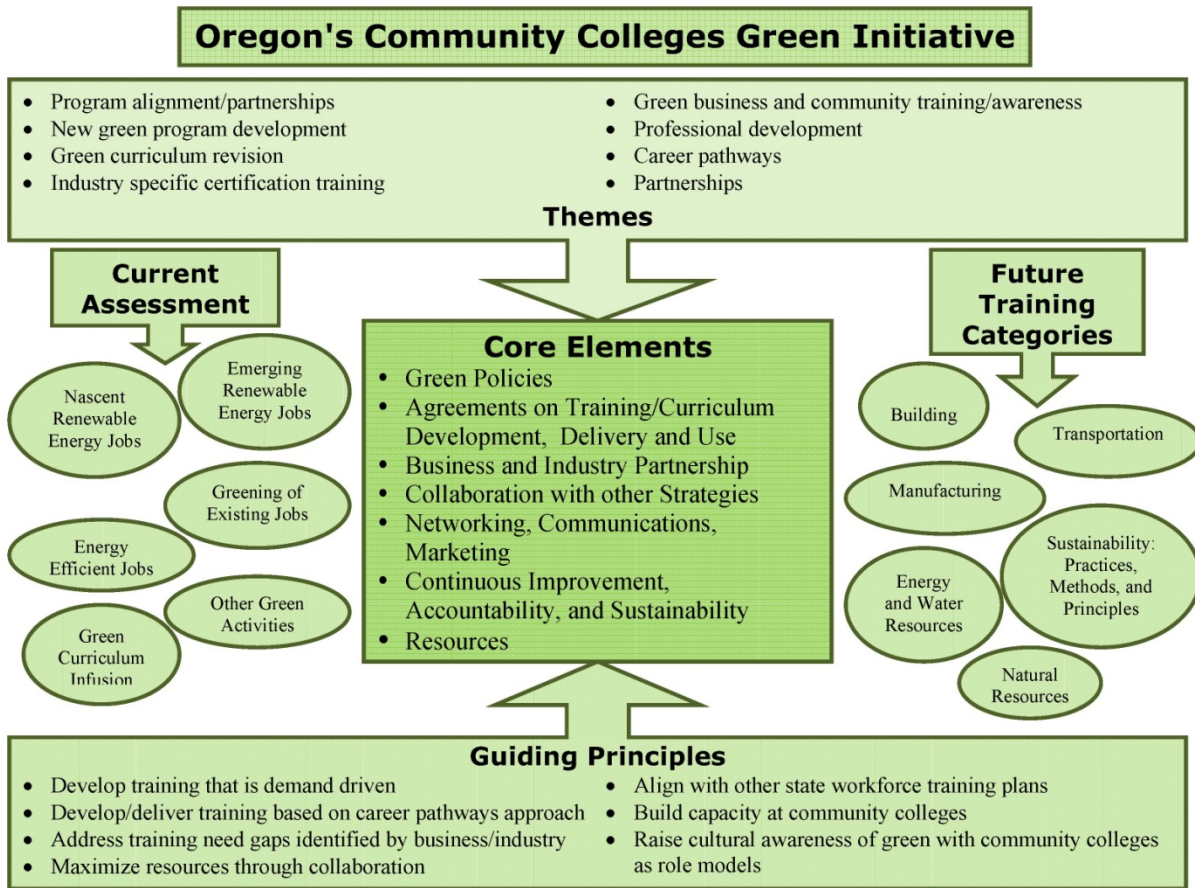 Oregon's Community Colleges Green Initiative
• Program alignment/partnerships
• New green program development
• Green curriculum revision
• Industry specific certification training
• Green business and community training/awareness
• Professional development
• Career pathways
• Partnerships
Themes
Current
Assessment
Nascent
Renewable
Energy Jobs
Emerging
Renewable
Energy Jobs
Greening of
Existing Jobs
Energy
Efficient Jobs
Other Green
Activities
Green
Curriculum
Infusion
Core Elements
• Green Policies
• Agreements on Training/Curriculum
Development, Delivery and Use
• Business and Industry Partnership
• Collaboration with other Strategies
• Networking, Communications,
Marketing
• Continuous Improvement,
Accountability, and Sustainability
• Resources
Future
Training
Categories
Building
Transportation
Manufacturing
Sustainability:
Practices,
Methods, and
Principles
Energy
and Water
Resources
Natural
Resources
Guiding Principles
• Develop training that is demand driven
• Develop/deliver training based on career pathways approach
• Address training need gaps identified by business/industry
• Maximize resources through collaboration
• Align with other state workforce training plans
• Build capacity at community colleges
• Raise cultural awareness of green with community colleges
as role models